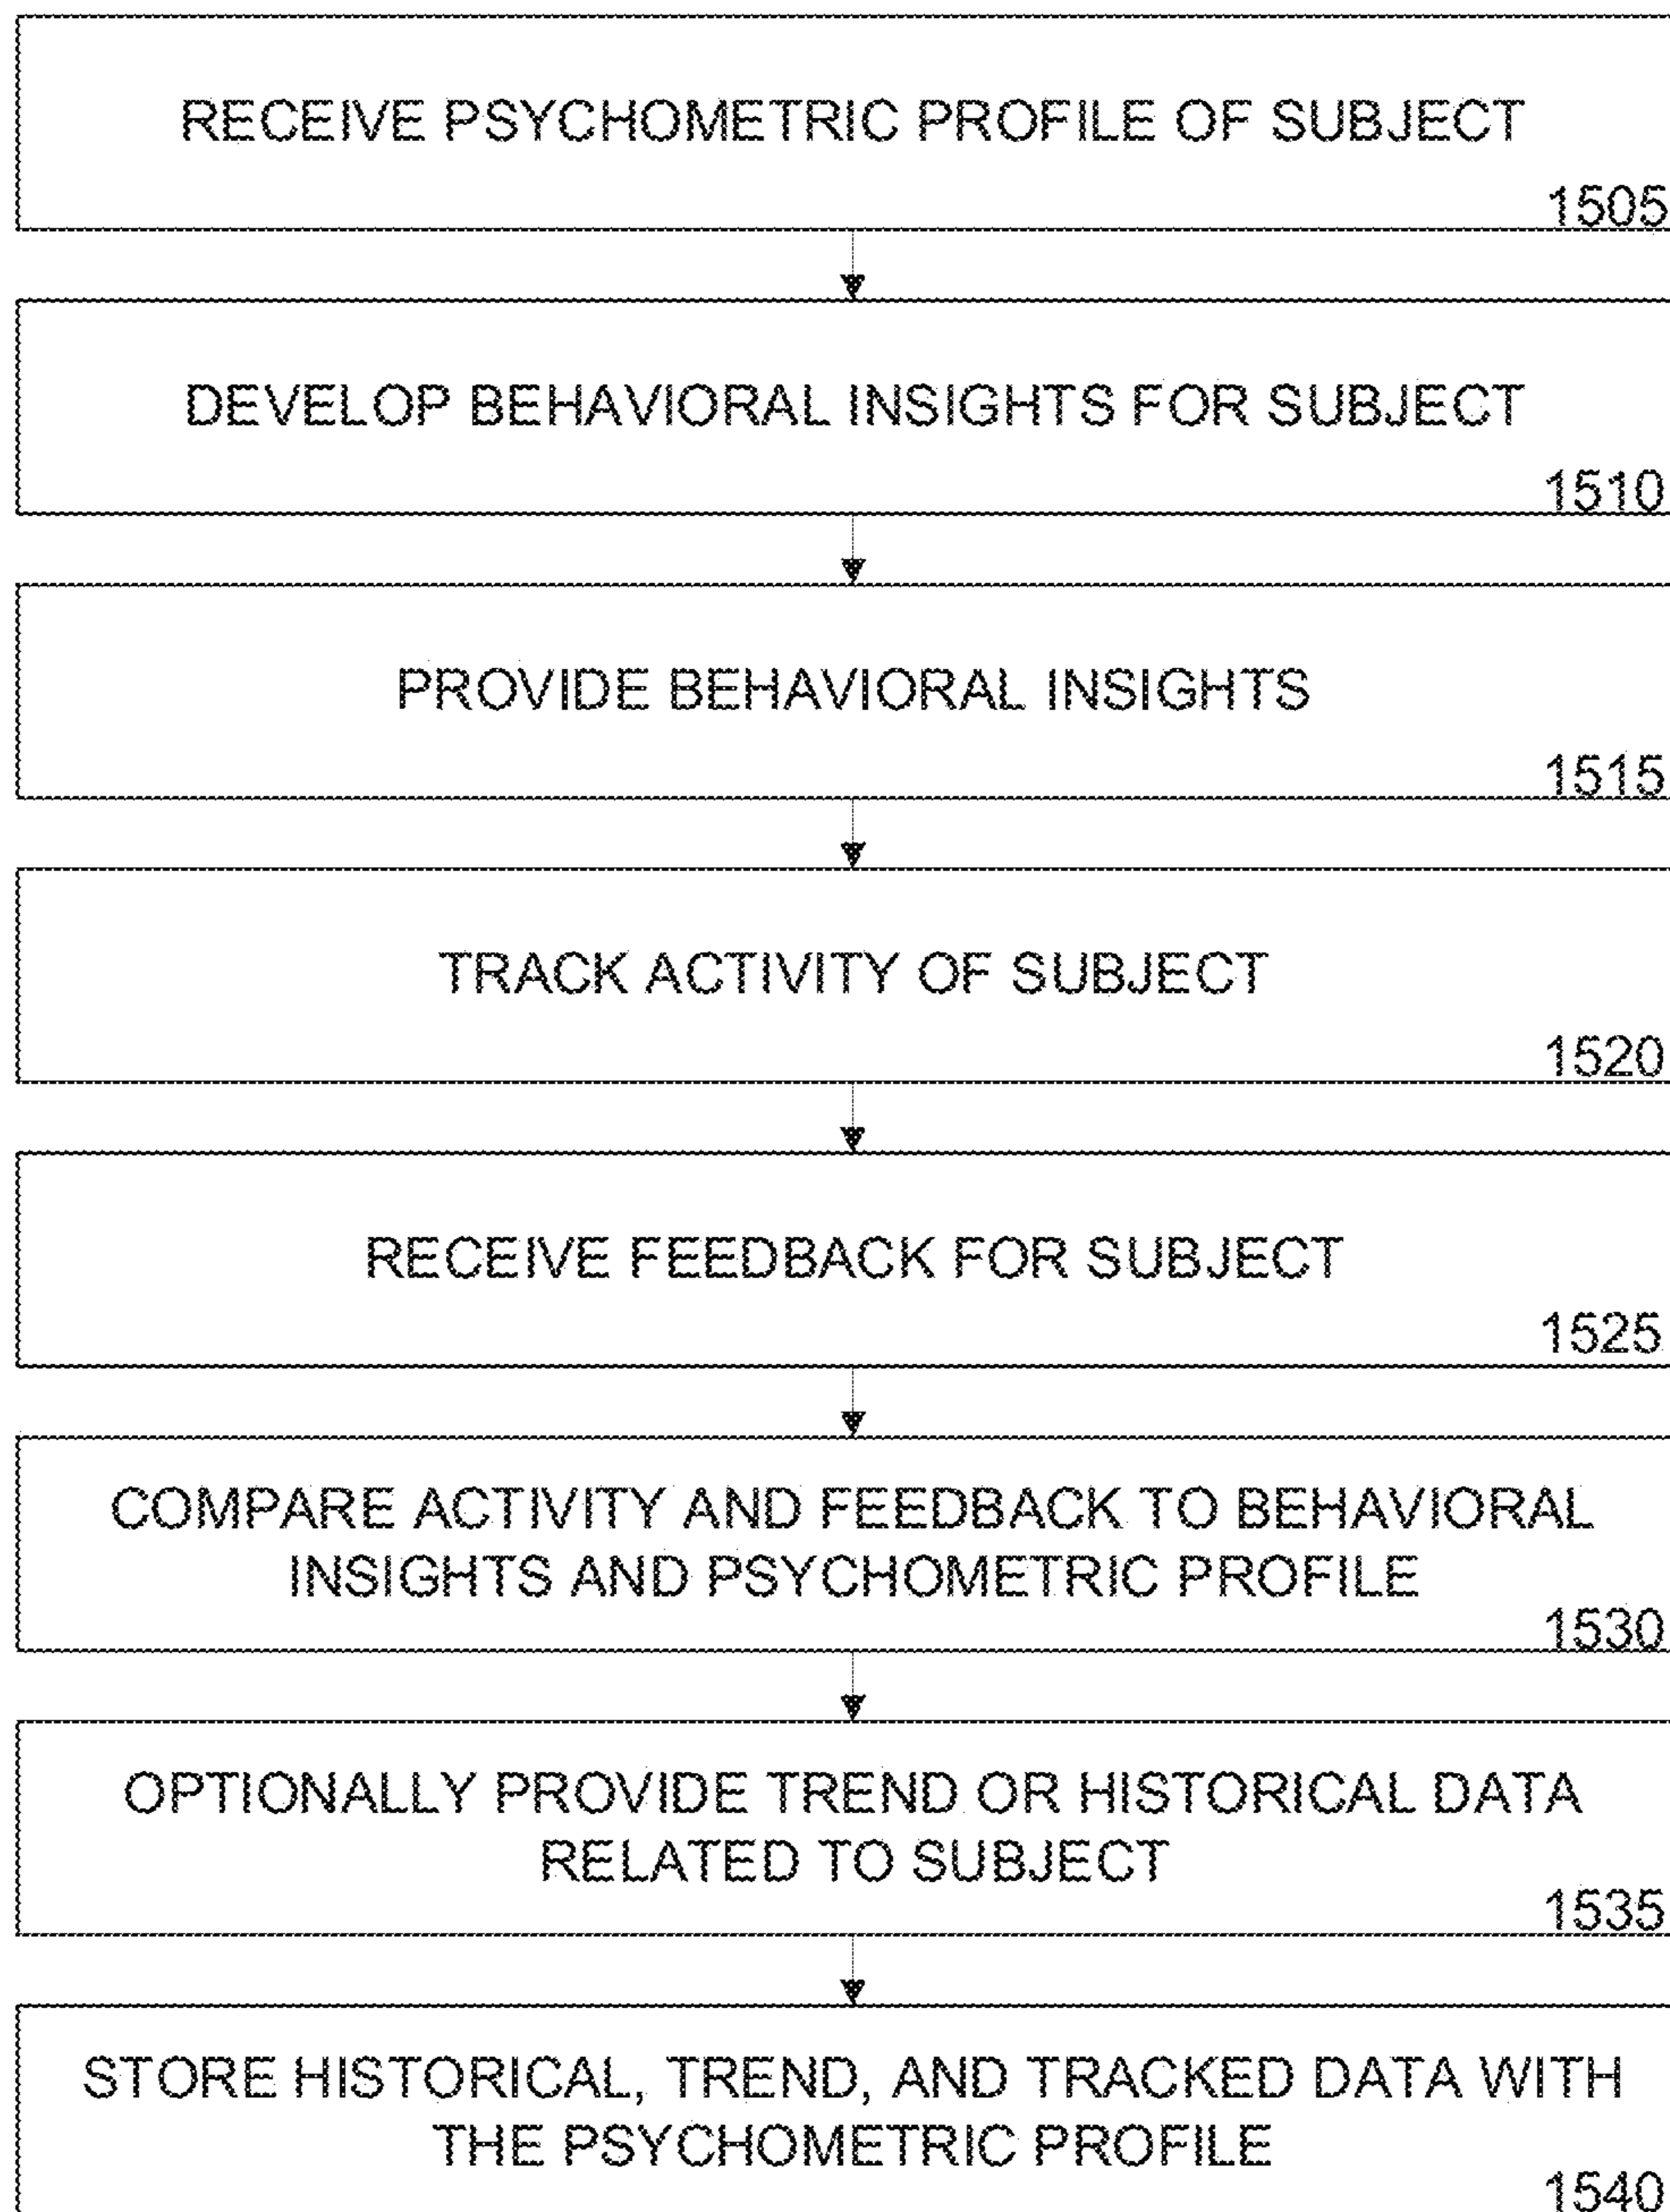 RECEIVE PSYCHOMETRIC PROFILE OF SUBJECT
1505
DEVELOP BEHAVIORAL INSIGHTS FOR SUBJECT
1510
PROVIDE BEHAVIORAL INSIGHTS
1515
TRACK ACTIVITY OF SUBJECT
1520
RECEIVE FEEDBACK FOR SUBJECT
1525
COMPARE ACTIVITY AND FEEDBACK TO BEHAVIORAL
INSIGHTS AND PSYCHOMETRIC PROFILE
1530
OPTIONALLY PROVIDE TREND OR HISTORICAL DATA
RELATED TO SUBJECT
1535
STORE HISTORICAL, TREND, AND TRACKED DATA WITH
THE PSYCHOMETRIC PROFILE
1540